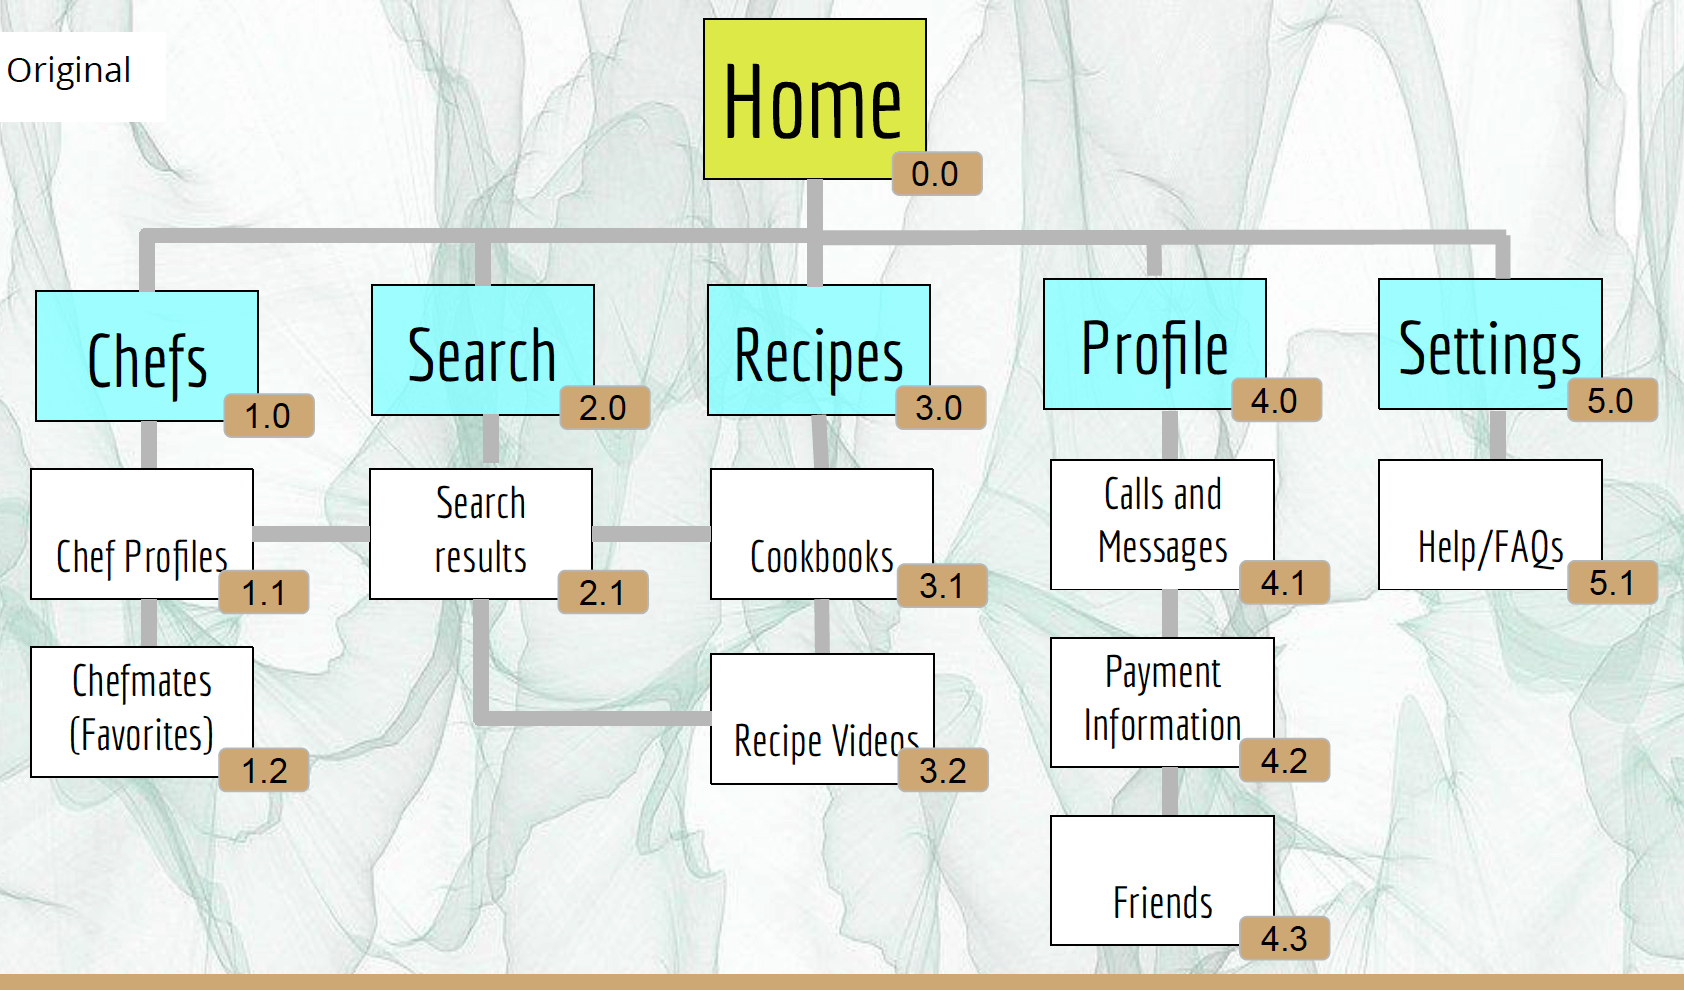 Original
Home
0.0
Chefs
1.0
Search
2.0
Recipes
3.0
Profile
4.0
Settings
5.0
Chef Profiles
1.1
Search
results
2.1
Cookbooks
3.1
Calls and
Messages
4.1
Help/FAQs
5.1
Chefmates
(Favorites)
1.2
Recipe Videos
3.2
Payment
Information
4.2
Friends
4.3